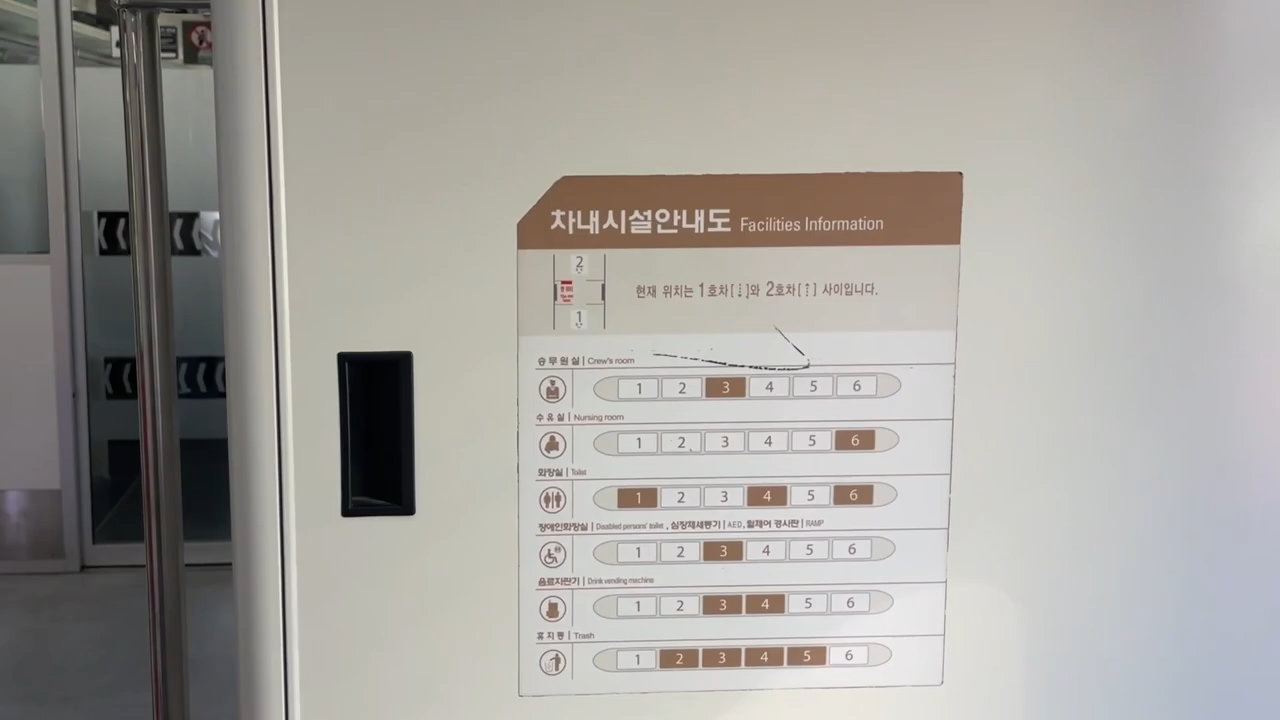 차내시설안내도 Facilities Information
2
1
현재 위치는 1호차[↓]와 2호차[↑] 사이입니다.
승무원실 | Crew's room
1 2 3 4 5 6
수유실 | Nursing room
1 2 3 4 5 6
화장실 | Toilet
1 2 3 4 5 6
장애인화장실 | Disabled persons' toilet , 심장제세동기 | AED, 휠체어 경사판 | RAMP
1 2 3 4 5 6
음료자판기 | Drink vending machine
1 2 3 4 5 6
휴지통 | Trash
1 2 3 4 5 6